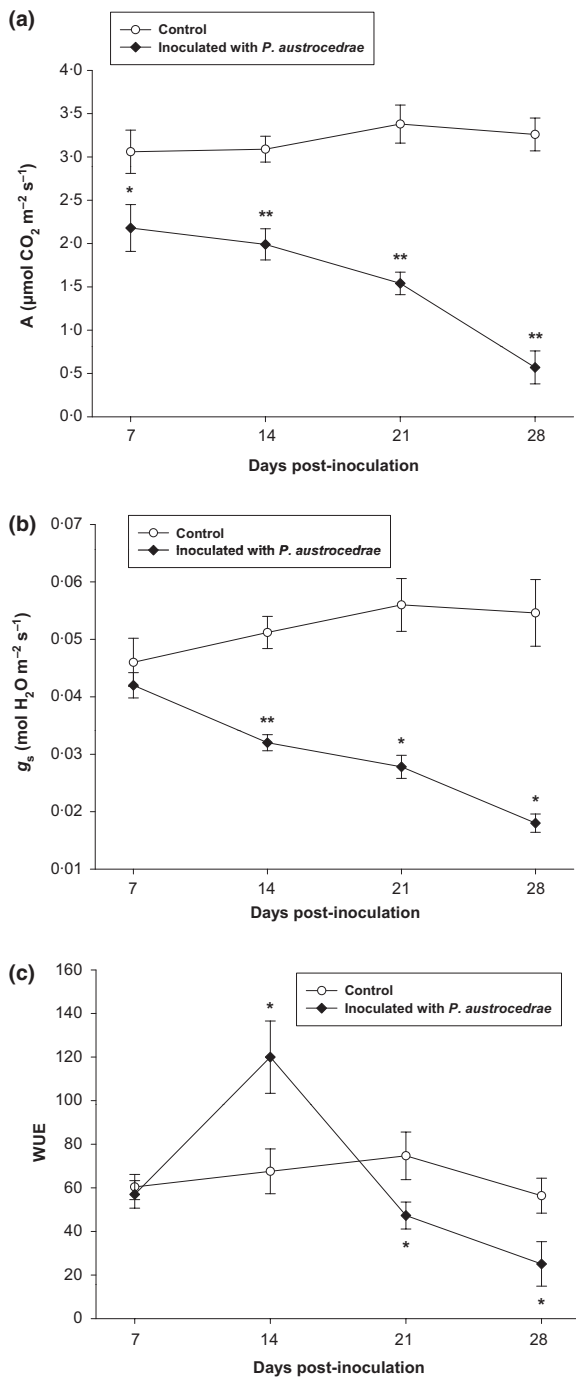 (a)
Control
Inoculated with P. austrocedrae
4·0
3·5
3·0
2·5
2·0
1·5
1·0
0·5
0·0
A (µmol CO₂ m⁻² s⁻¹)
*
**
**
**
7 14 21 28
Days post-inoculation
(b)
Control
Inoculated with P. austrocedrae
0·07
0·06
0·05
0·04
0·03
0·02
0·01
gₛ (mol H₂O m⁻² s⁻¹)
**
*
*
7 14 21 28
Days post-inoculation
(c)
Control
Inoculated with P. austrocedrae
160
140
120
100
80
60
40
20
0
WUE
*
*
*
7 14 21 28
Days post-inoculation